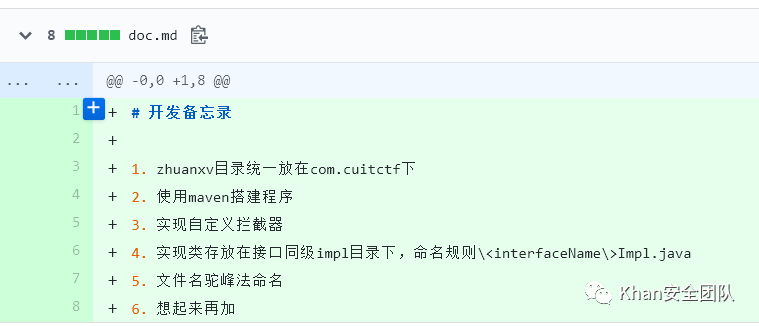 8 doc.md
... ... @@ -0,0 +1,8 @@
1 + # 开发备忘录
2 +
3 + 1. zhuanxv目录统一放在com.cuitctf下
4 + 2. 使用maven搭建程序
5 + 3. 实现自定义拦截器
6 + 4. 实现类存放在接口同级impl目录下，命名规则\<interfaceName\>Impl.java
7 + 5. 文件名驼峰法命名
8 + 6. 想起来再加
Khan安全团队